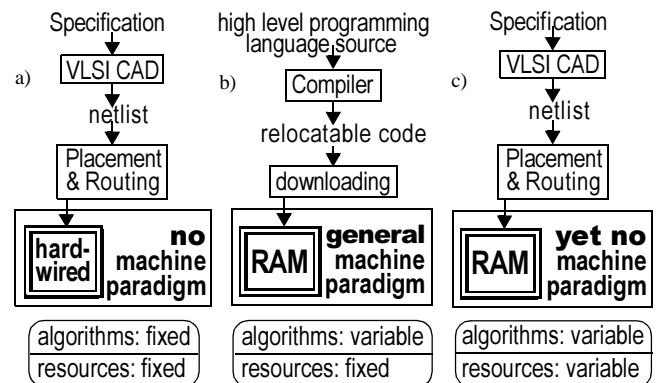 a)
Specification
VLSI CAD
netlist
Placement
& Routing
hard-
wired
no
machine
paradigm
algorithms: fixed
resources: fixed
b)
high level programming
language source
Compiler
relocatable code
downloading
RAM
general
machine
paradigm
algorithms: variable
resources: fixed
c)
Specification
VLSI CAD
netlist
Placement
& Routing
RAM
yet no
machine
paradigm
algorithms: variable
resources: variable